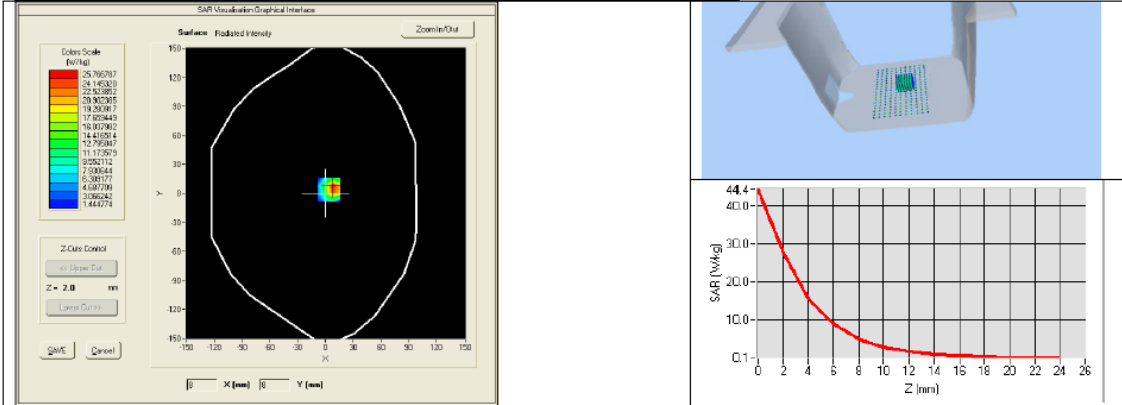 SAR Visualisation Graphical Interface
Surface Radiated Intensity
Zoom In/Out
Colors Scale
(W/kg)
25.766787
24.145320
22.523852
20.902385
19.280917
17.659449
16.037982
14.416514
12.795047
11.173579
9.552112
7.930644
6.309177
4.687709
3.066242
1.444774
150
120
90
60
30
0
-30
-60
-90
-120
-150
Y
-150 -120 -90 -60 -30 0 30 60 90 120 150
X
Z-Cuts Control
<< Upper Cut
Z = 2.0 mm
Lower Cut >>
SAVE Cancel
8 X (mm) 8 Y (mm)
44.4
40.0
30.0
20.0
10.0
0.1
SAR (W/kg)
0 2 4 6 8 10 12 14 16 18 20 22 24 26
Z (mm)